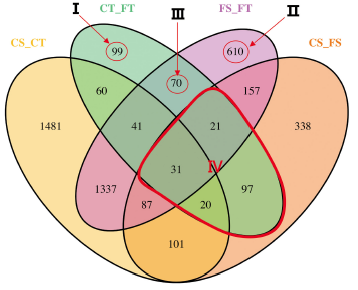 I III II
CT_FT FS_FT
CS_CT CS_FS
99 610
60 70 157
1481 41 21 338
31 IV
1337 97
87 20
101